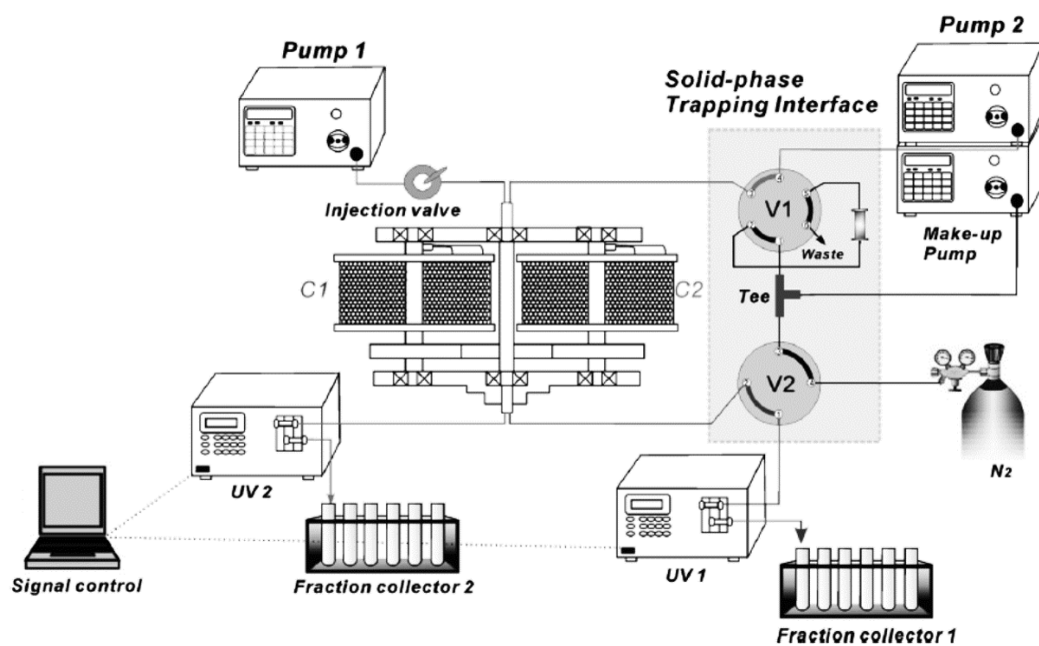 Pump 1
Pump 2
Solid-phase
Trapping Interface
Injection valve
V1
Waste
Make-up
Pump
C1
C2
Tee
V2
N2
UV 2
UV 1
Signal control
Fraction collector 2
Fraction collector 1